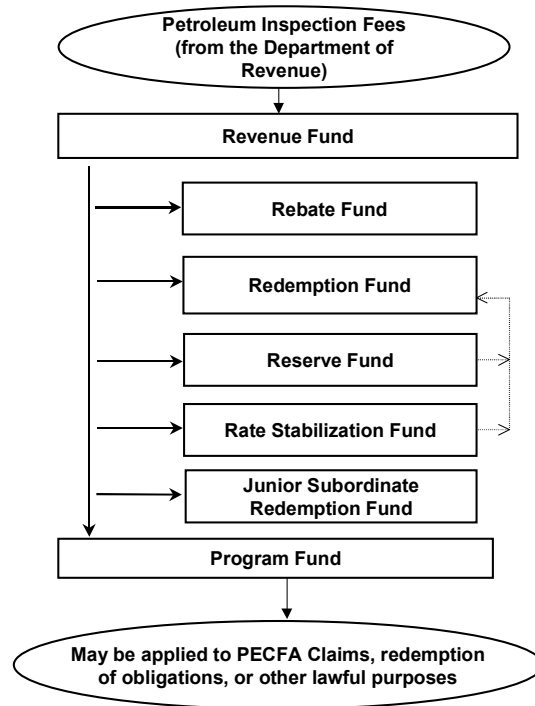 Petroleum Inspection Fees
(from the Department of
Revenue)
Revenue Fund
Rebate Fund
Redemption Fund
Reserve Fund
Rate Stabilization Fund
Junior Subordinate
Redemption Fund
Program Fund
May be applied to PECFA Claims, redemption
of obligations, or other lawful purposes